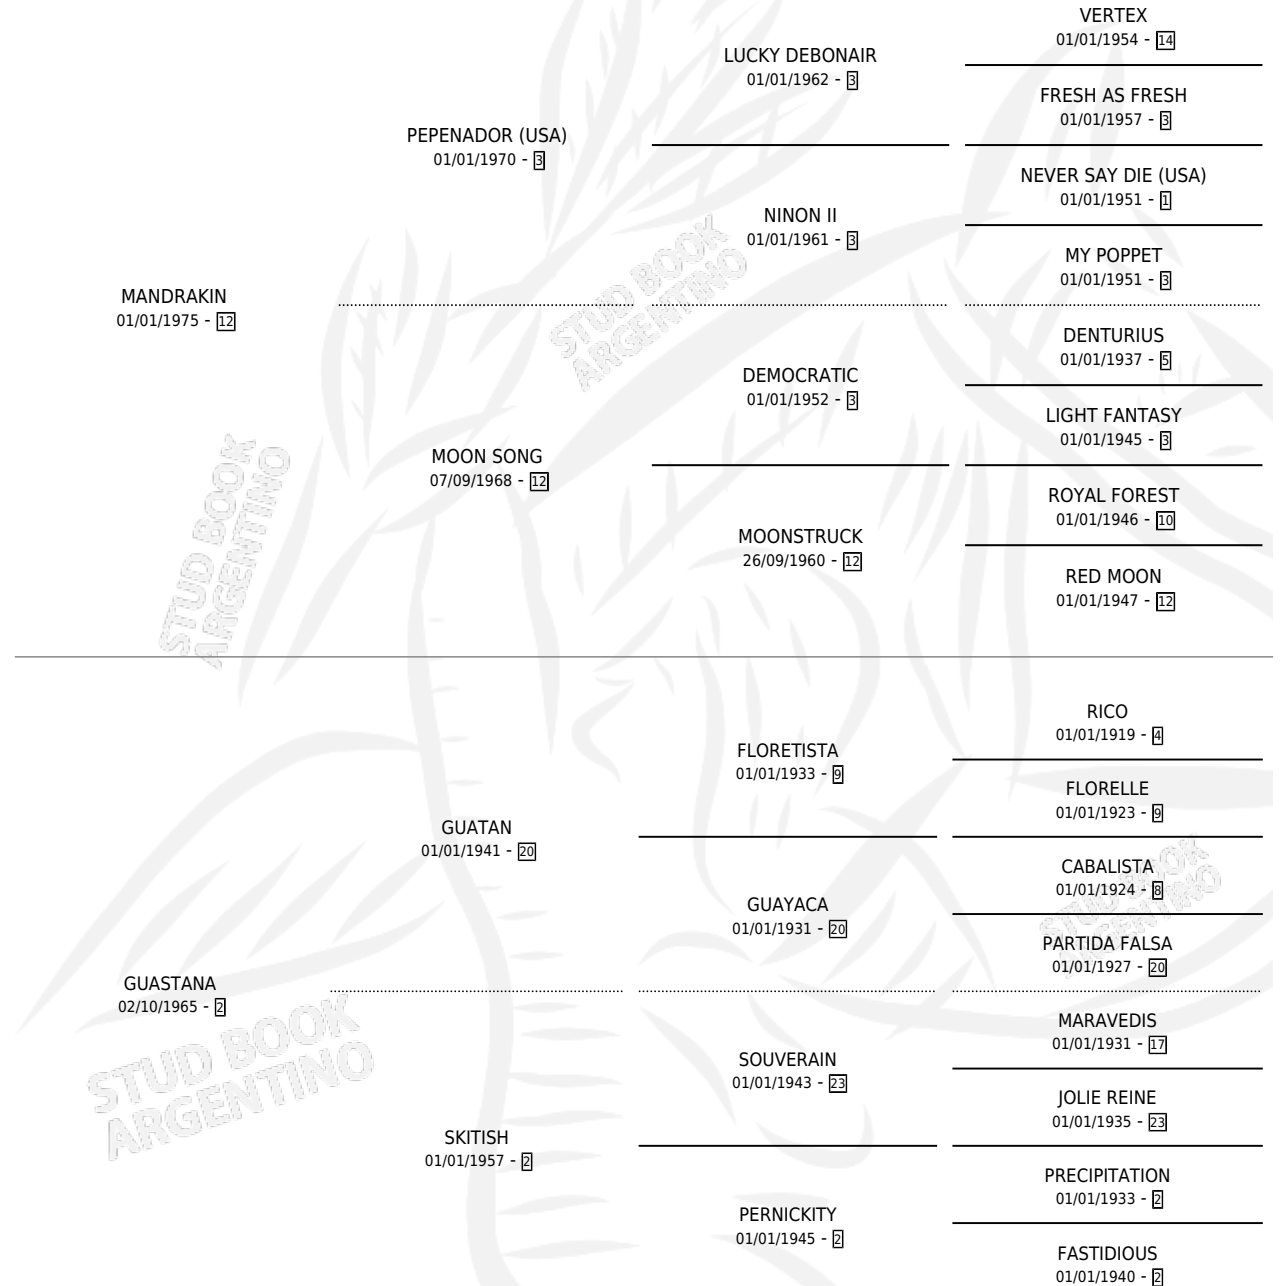 VERTEX
01/01/1954 - 14
LUCKY DEBONAIR
01/01/1962 - 3
FRESH AS FRESH
01/01/1957 - 3
PEPENADOR (USA)
01/01/1970 - 3
NEVER SAY DIE (USA)
01/01/1951 - 1
NINON II
01/01/1961 - 3
MY POPPET
01/01/1951 - 3
MANDRAKIN
01/01/1975 - 12
DENTURIUS
01/01/1937 - 5
DEMOCRATIC
01/01/1952 - 3
LIGHT FANTASY
01/01/1945 - 3
MOON SONG
07/09/1968 - 12
ROYAL FOREST
01/01/1946 - 10
MOONSTRUCK
26/09/1960 - 12
RED MOON
01/01/1947 - 12
RICO
01/01/1919 - 4
FLORETISTA
01/01/1933 - 9
FLORELLE
01/01/1923 - 9
GUATAN
01/01/1941 - 20
CABALISTA
01/01/1924 - 8
GUAYACA
01/01/1931 - 20
PARTIDA FALSA
01/01/1927 - 20
GUASTANA
02/10/1965 - 2
MARAVEDIS
01/01/1931 - 17
SOUVERAIN
01/01/1943 - 23
JOLIE REINE
01/01/1935 - 23
SKITISH
01/01/1957 - 2
PRECIPITATION
01/01/1933 - 2
PERNICKITY
01/01/1945 - 2
FASTIDIOUS
01/01/1940 - 2
STUD BOOK
ARGENTINO
STUD BOOK
ARGENTINO
STUD BOOK
ARGENTINO
STUD BOOK
ARGENTINO